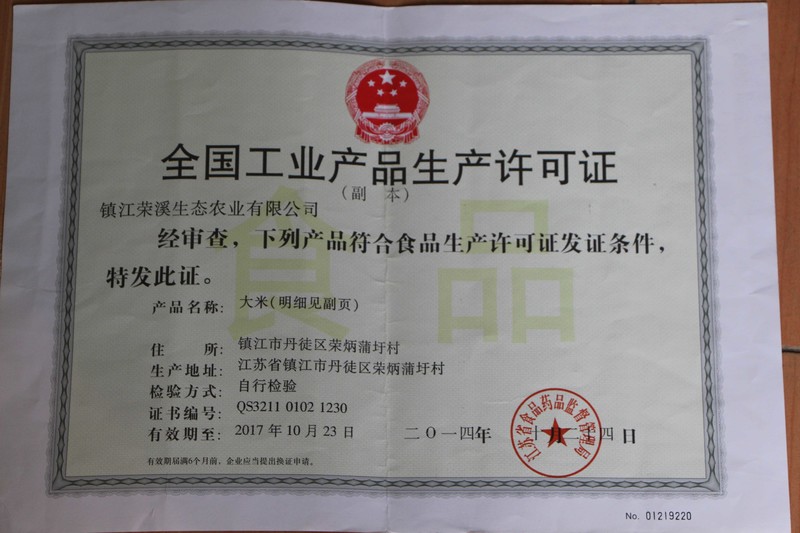 全国工业产品生产许可证
(副 本)
镇江荣溪生态农业有限公司
食品
经审查，下列产品符合食品生产许可证发证条件，
特发此证。
产品名称: 大米(明细见副页)
住 所: 镇江市丹徒区荣炳蒲圩村
生产地址: 江苏省镇江市丹徒区荣炳蒲圩村
检验方式: 自行检验
证书编号: QS3211 0102 1230
有效期至: 2017 年 10 月 23 日
二〇一四年 十月二十四日
江苏省食品药品监督管理局
有效期届满6个月前，企业应当提出换证申请。
No. 01219220